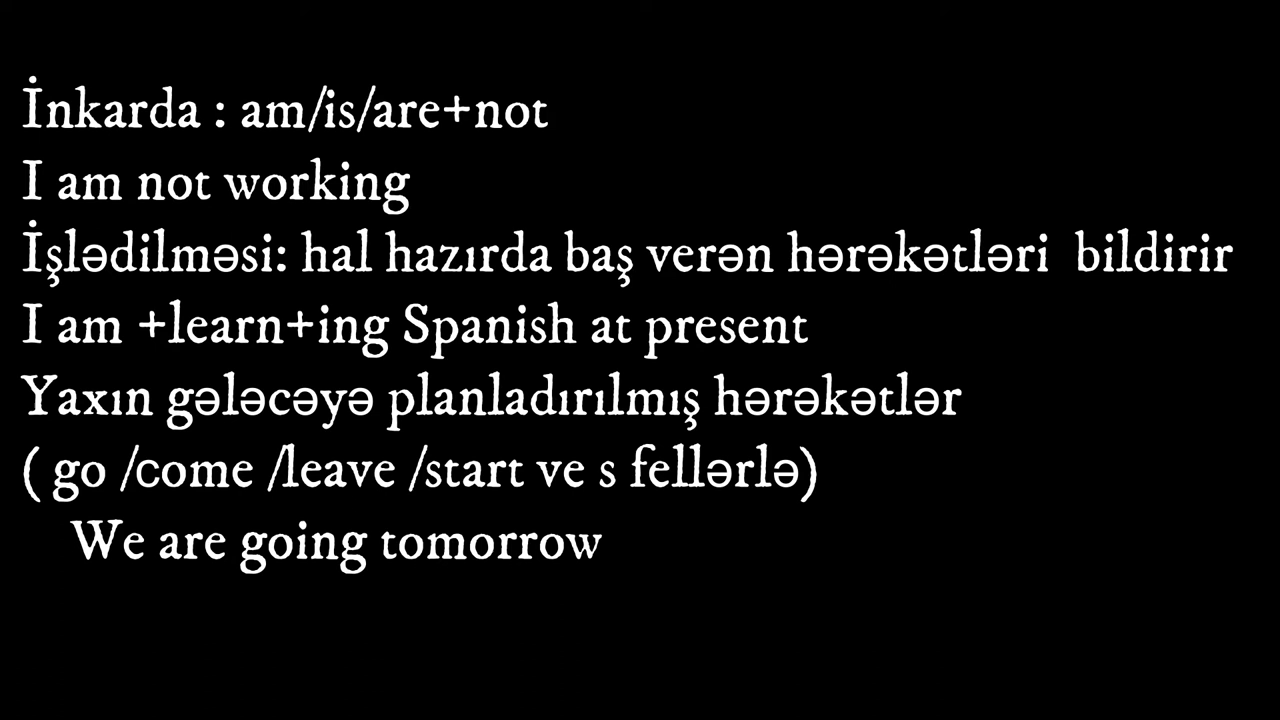 İnkarda : am/is/are+not
I am not working
İşlədilməsi: hal hazırda baş verən hərəkətləri  bildirir
I am +learn+ing Spanish at present
Yaxın gələcəyə planladırılmış hərəkətlər
( go /come /leave /start ve s fellərlə)
We are going tomorrow